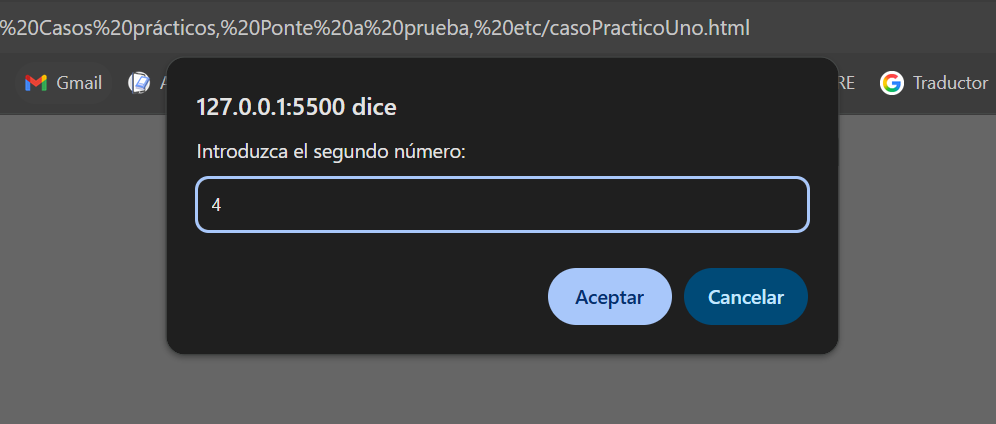 %20Casos%20prácticos,%20Ponte%20a%20prueba,%20etc/casoPracticoUno.html
Gmail
RE
Traductor
127.0.0.1:5500 dice
Introduzca el segundo número:
4
Aceptar
Cancelar